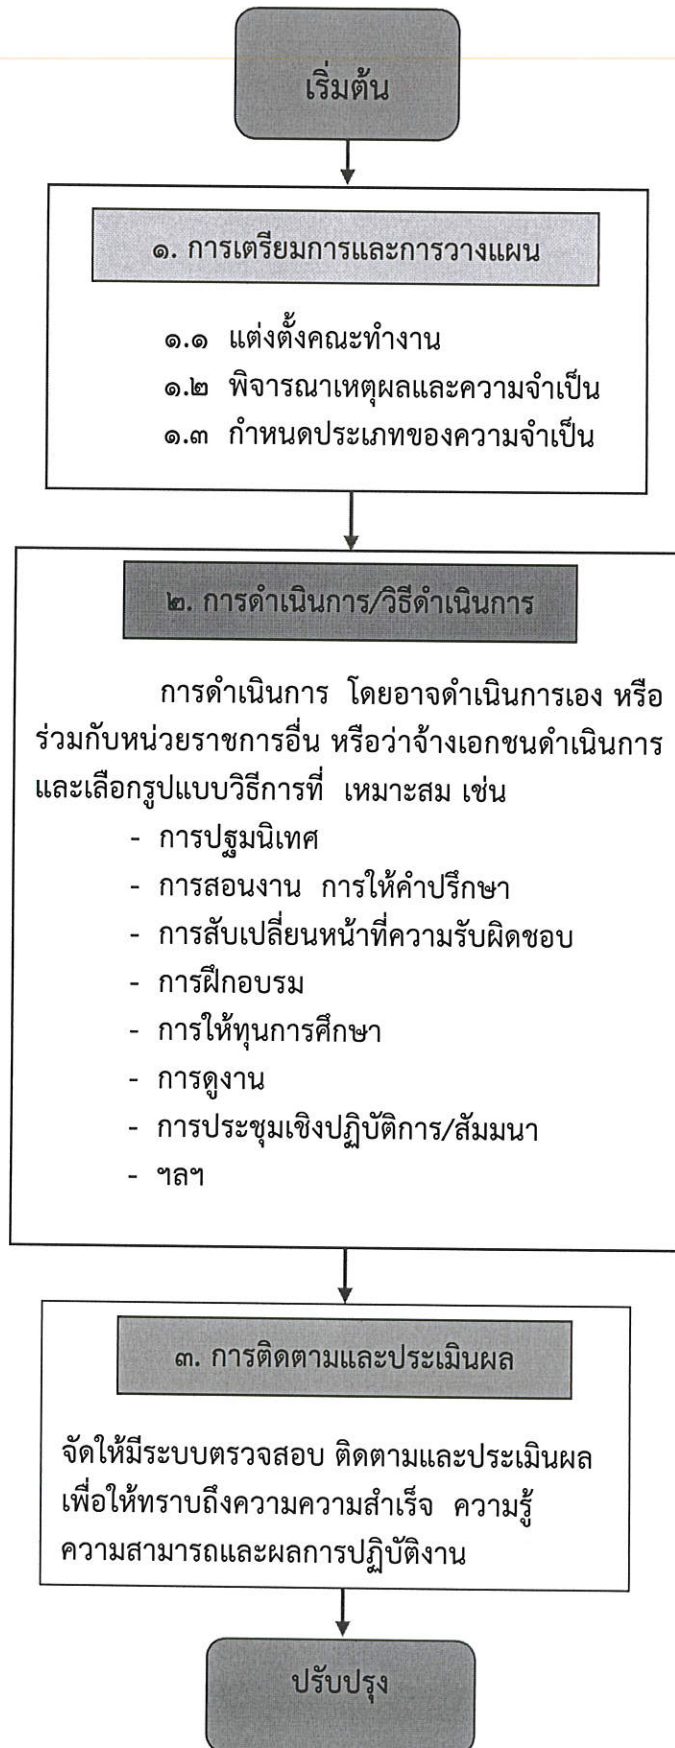 เริ่มต้น
๑. การเตรียมการและการวางแผน
๑.๑ แต่งตั้งคณะทำงาน
๑.๒ พิจารณาเหตุผลและความจำเป็น
๑.๓ กำหนดประเภทของความจำเป็น
๒. การดำเนินการ/วิธีดำเนินการ
การดำเนินการ โดยอาจดำเนินการเอง หรือ
ร่วมกับหน่วยราชการอื่น หรือว่าจ้างเอกชนดำเนินการ
และเลือกรูปแบบวิธีการที่ เหมาะสม เช่น
- การปฐมนิเทศ
- การสอนงาน การให้คำปรึกษา
- การสับเปลี่ยนหน้าที่ความรับผิดชอบ
- การฝึกอบรม
- การให้ทุนการศึกษา
- การดูงาน
- การประชุมเชิงปฏิบัติการ/สัมมนา
- ฯลฯ
๓. การติดตามและประเมินผล
จัดให้มีระบบตรวจสอบ ติดตามและประเมินผล
เพื่อให้ทราบถึงความความสำเร็จ ความรู้
ความสามารถและผลการปฏิบัติงาน
ปรับปรุง